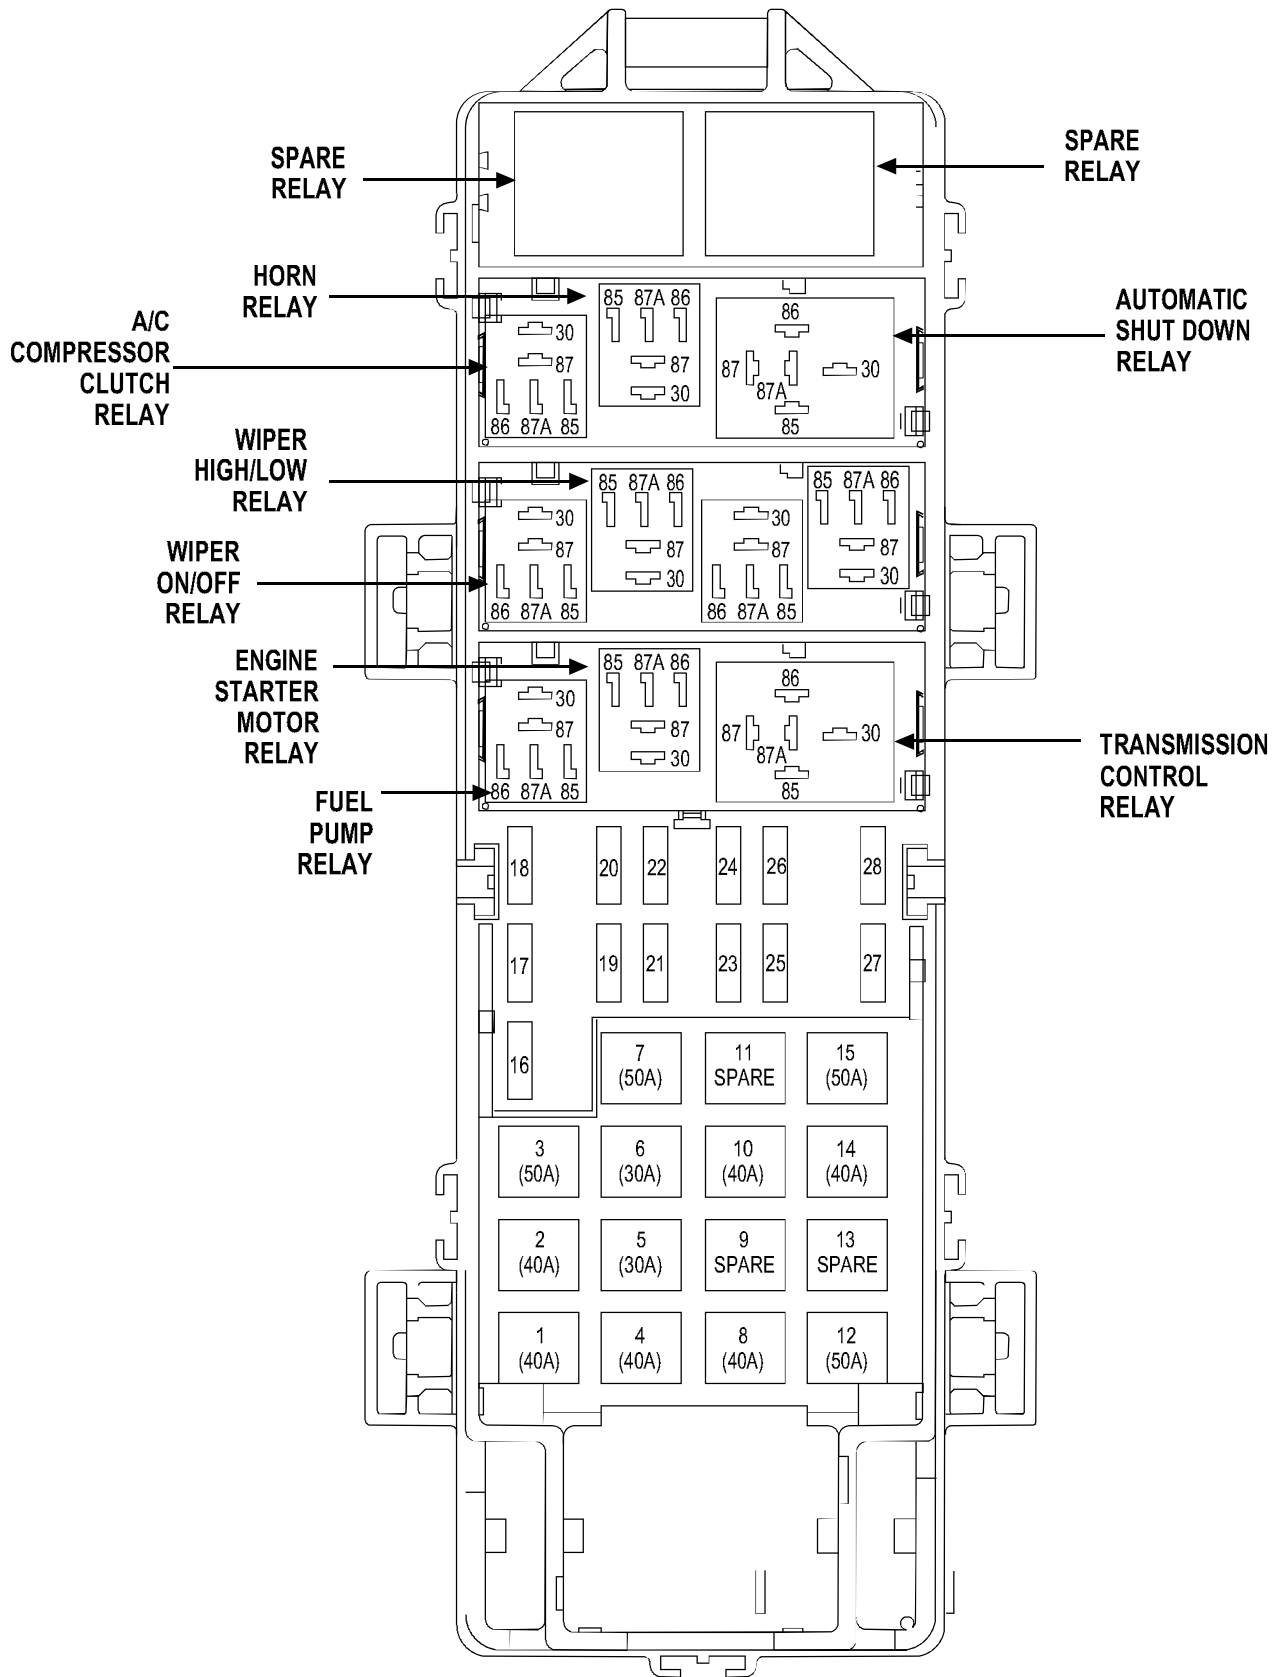 SPARE
RELAY
SPARE
RELAY
HORN
RELAY
A/C
COMPRESSOR
CLUTCH
RELAY
AUTOMATIC
SHUT DOWN
RELAY
85 87A 86
30
87
86 87A 85
87
30
86
87
87A
30
85
WIPER
HIGH/LOW
RELAY
WIPER
ON/OFF
RELAY
85 87A 86
30
87
86 87A 85
87
30
30
87
86 87A 85
85 87A 86
87
30
ENGINE
STARTER
MOTOR
RELAY
FUEL
PUMP
RELAY
TRANSMISSION
CONTROL
RELAY
85 87A 86
30
87
86 87A 85
87
30
86
87
87A
30
85
18 20 22 24 26 28
17 19 21 23 25 27
16
7
(50A)
11
SPARE
15
(50A)
3
(50A)
6
(30A)
10
(40A)
14
(40A)
2
(40A)
5
(30A)
9
SPARE
13
SPARE
1
(40A)
4
(40A)
8
(40A)
12
(50A)